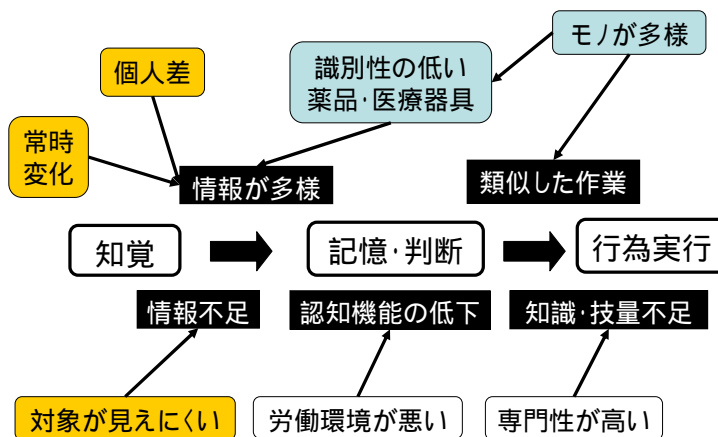 モノが多様
識別性の低い
薬品・医療器具
個人差
常時
変化
情報が多様
類似した作業
知覚
記憶・判断
行為実行
情報不足
認知機能の低下
知識・技量不足
対象が見えにくい
労働環境が悪い
専門性が高い